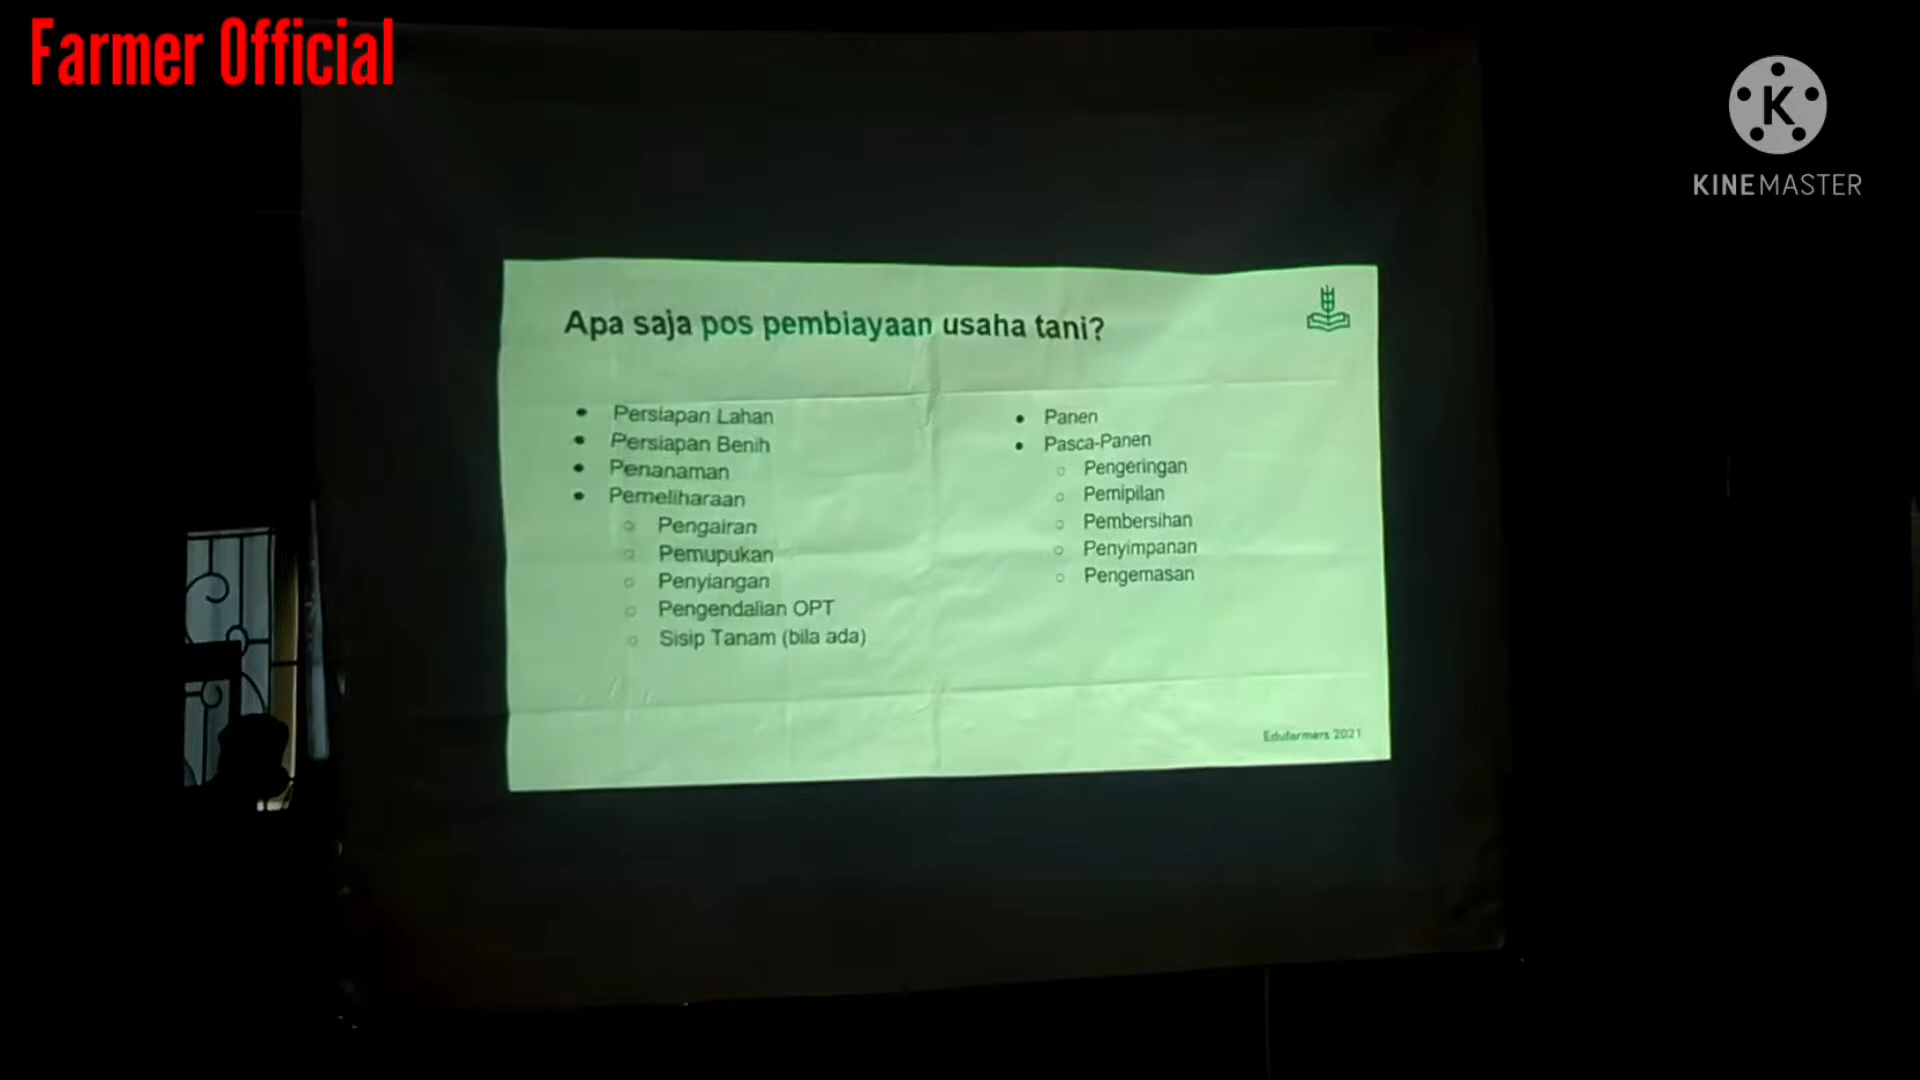 Farmer Official
K
KINEMASTER
Apa saja pos pembiayaan usaha tani?
Persiapan Lahan
Persiapan Benih
Penanaman
Pemeliharaan
Pengairan
Pemupukan
Penyiangan
Pengendalian OPT
Sisip Tanam (bila ada)
Panen
Pasca-Panen
Pengeringan
Pemipilan
Pembersihan
Penyimpanan
Pengemasan
Edufarmers 2021